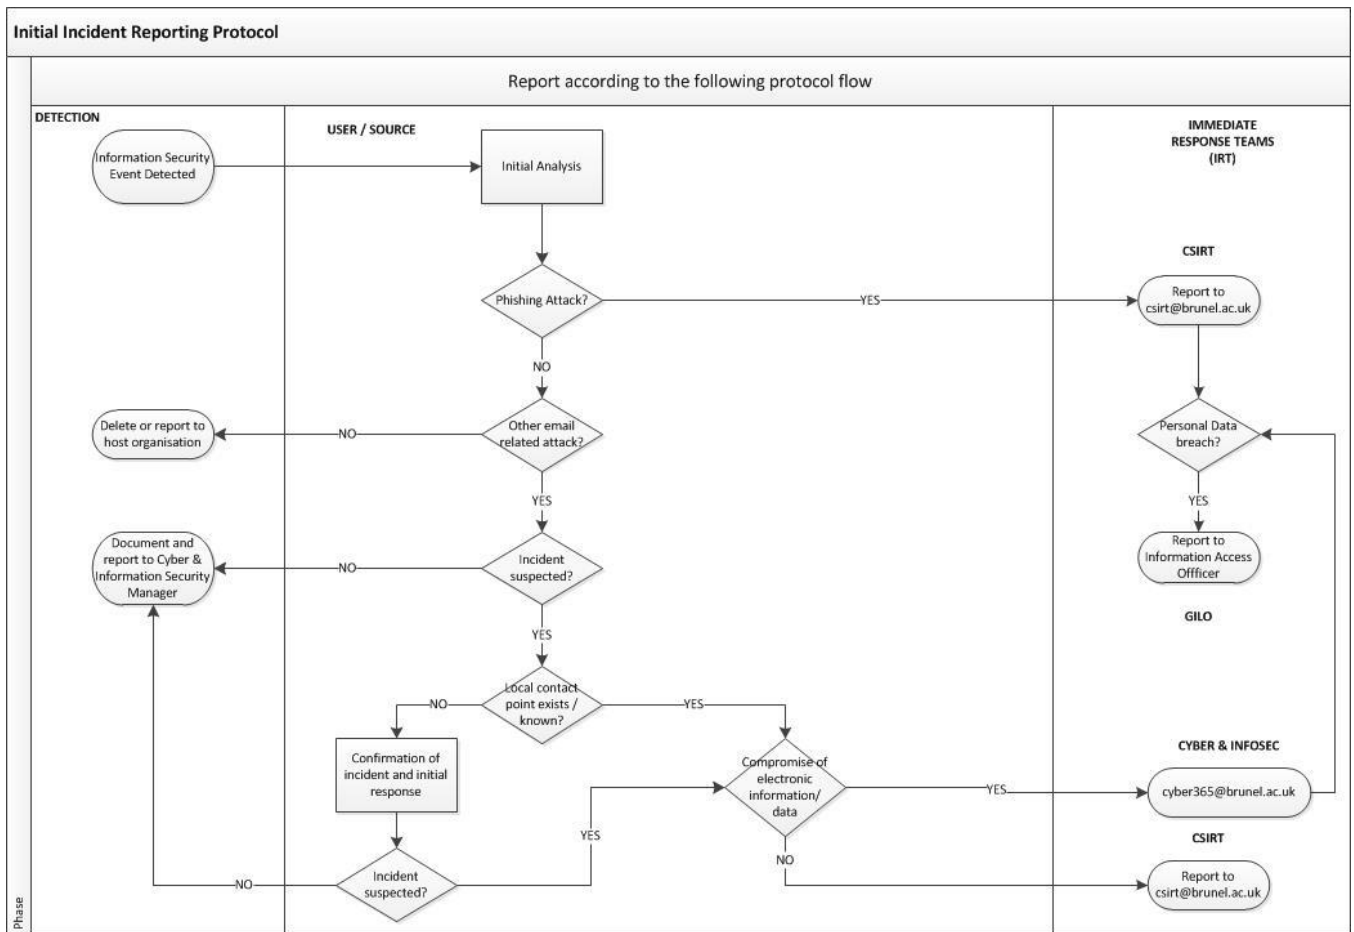 Initial Incident Reporting Protocol
Report according to the following protocol flow
DETECTION
USER / SOURCE
IMMEDIATE
RESPONSE TEAMS
(IRT)
Information Security
Event Detected
Initial Analysis
CSIRT
Phishing Attack?
YES
Report to
csirt@brunel.ac.uk
NO
Delete or report to
host organisation
NO
Other email
related attack?
Personal Data
breach?
YES
YES
Document and
report to Cyber &
Information Security
Manager
NO
Incident
suspected?
Report to
Information Access
Offficer
YES
GILO
Local contact
point exists /
known?
NO
YES
Confirmation of
incident and initial
response
Compromise of
electronic
information/
data
YES
CYBER & INFOSEC
cyber365@brunel.ac.uk
YES
NO
CSIRT
NO
Incident
suspected?
Report to
csirt@brunel.ac.uk
Phase